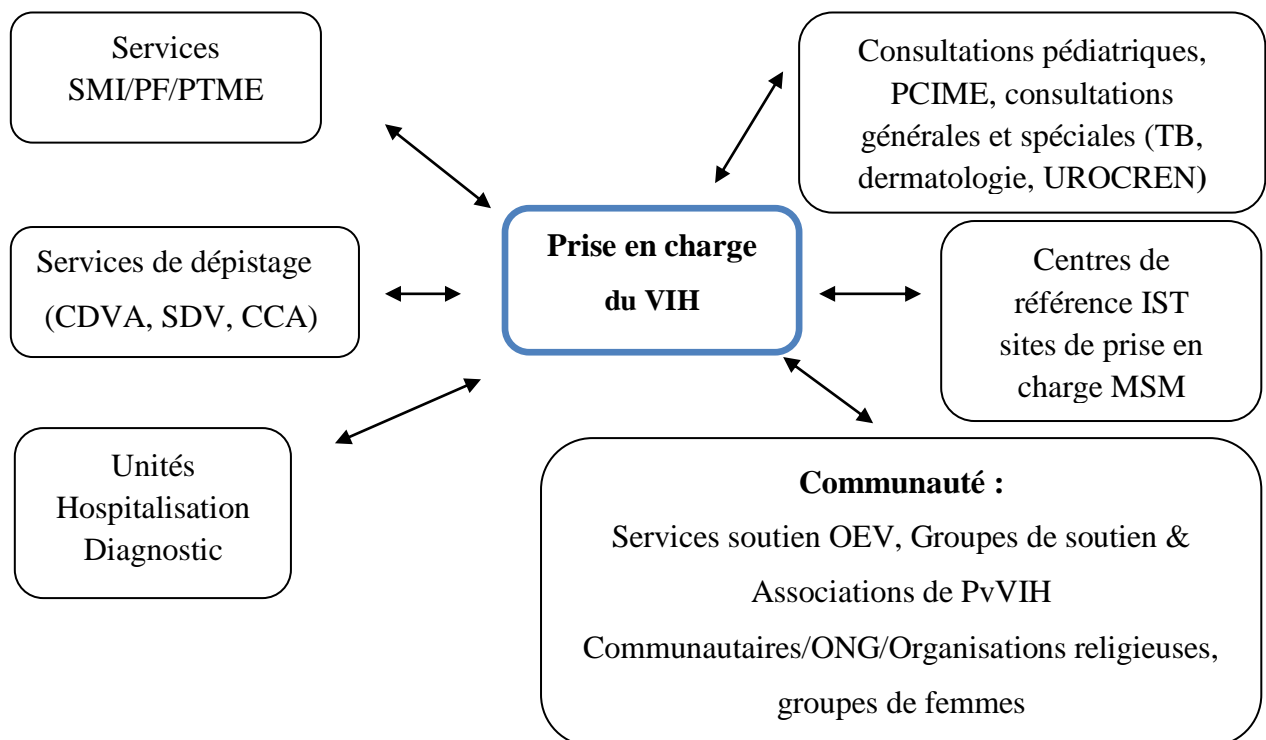 Services
SMI/PF/PTME
Consultations pédiatriques,
PCIME, consultations
générales et spéciales (TB,
dermatologie, UROCREN)
Prise en charge
du VIH
Services de dépistage
(CDVA, SDV, CCA)
Centres de
référence IST
sites de prise en
charge MSM
Unités
Hospitalisation
Diagnostic
Communauté :
Services soutien OEV, Groupes de soutien &
Associations de PvVIH
Communautaires/ONG/Organisations religieuses,
groupes de femmes